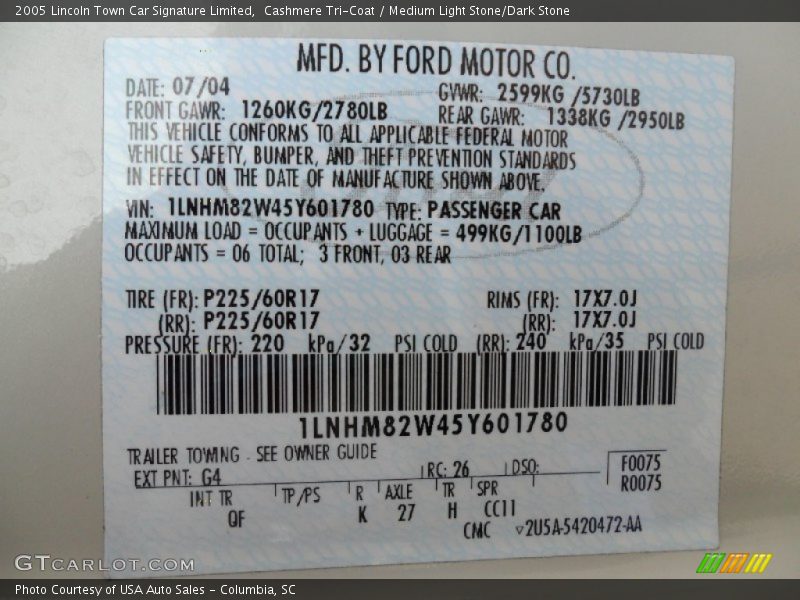 2005 Lincoln Town Car Signature Limited,  Cashmere Tri-Coat / Medium Light Stone/Dark Stone
MFD. BY FORD MOTOR CO.
DATE: 07/04 GVWR: 2599KG /5730LB
FRONT GAWR: 1260KG/2780LB REAR GAWR: 1338KG /2950LB
THIS VEHICLE CONFORMS TO ALL APPLICABLE FEDERAL MOTOR
VEHICLE SAFETY, BUMPER, AND THEFT PREVENTION STANDARDS
IN EFFECT ON THE DATE OF MANUFACTURE SHOWN ABOVE.
VIN: 1LNHM82W45Y601780 TYPE: PASSENGER CAR
MAXIMUM LOAD = OCCUPANTS + LUGGAGE = 499KG/1100LB
OCCUPANTS = 06 TOTAL; 3 FRONT, 03 REAR
TIRE (FR): P225/60R17 RIMS (FR): 17X7.0J
(RR): P225/60R17 (RR): 17X7.0J
PRESSURE (FR): 220 kPa/32 PSI COLD (RR): 240 kPa/35 PSI COLD
1LNHM82W45Y601780
TRAILER TOWING - SEE OWNER GUIDE
EXT PNT: G4 RC: 26 DSO: F0075
R0075
INT TR TP/PS R AXLE TR SPR
QF K 27 H CC11
CMC ▽2U5A-5420472-AA
GTCARLOT.COM
Photo Courtesy of USA Auto Sales - Columbia, SC